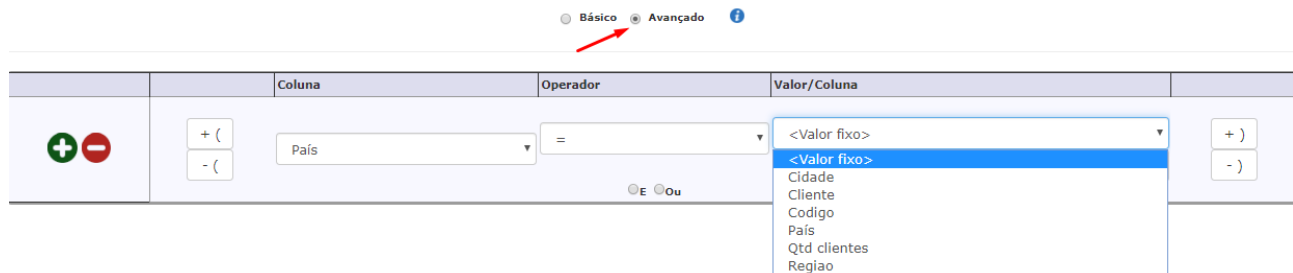 Básico Avançado i
Coluna Operador Valor/Coluna
+ ( País = <Valor fixo> + )
- ( - )
E Ou
<Valor fixo>
Cidade
Cliente
Codigo
País
Qtd clientes
Regiao